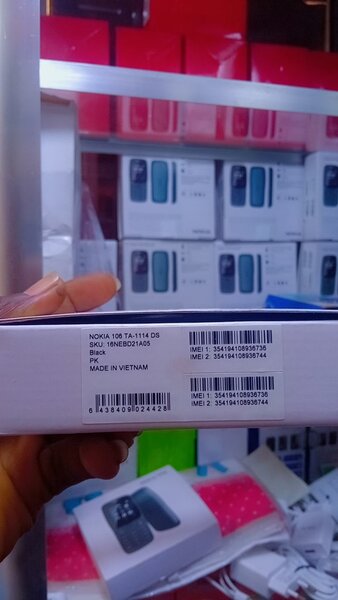 NOKIA 106 TA-1114 DS
SKU: 16NEBD21A05
Black
PK
MADE IN VIETNAM
6 438409 024428
IMEI 1: 354194108936736
IMEI 2: 354194108936744
IMEI 1: 354194108936736
IMEI 2: 354194108936744